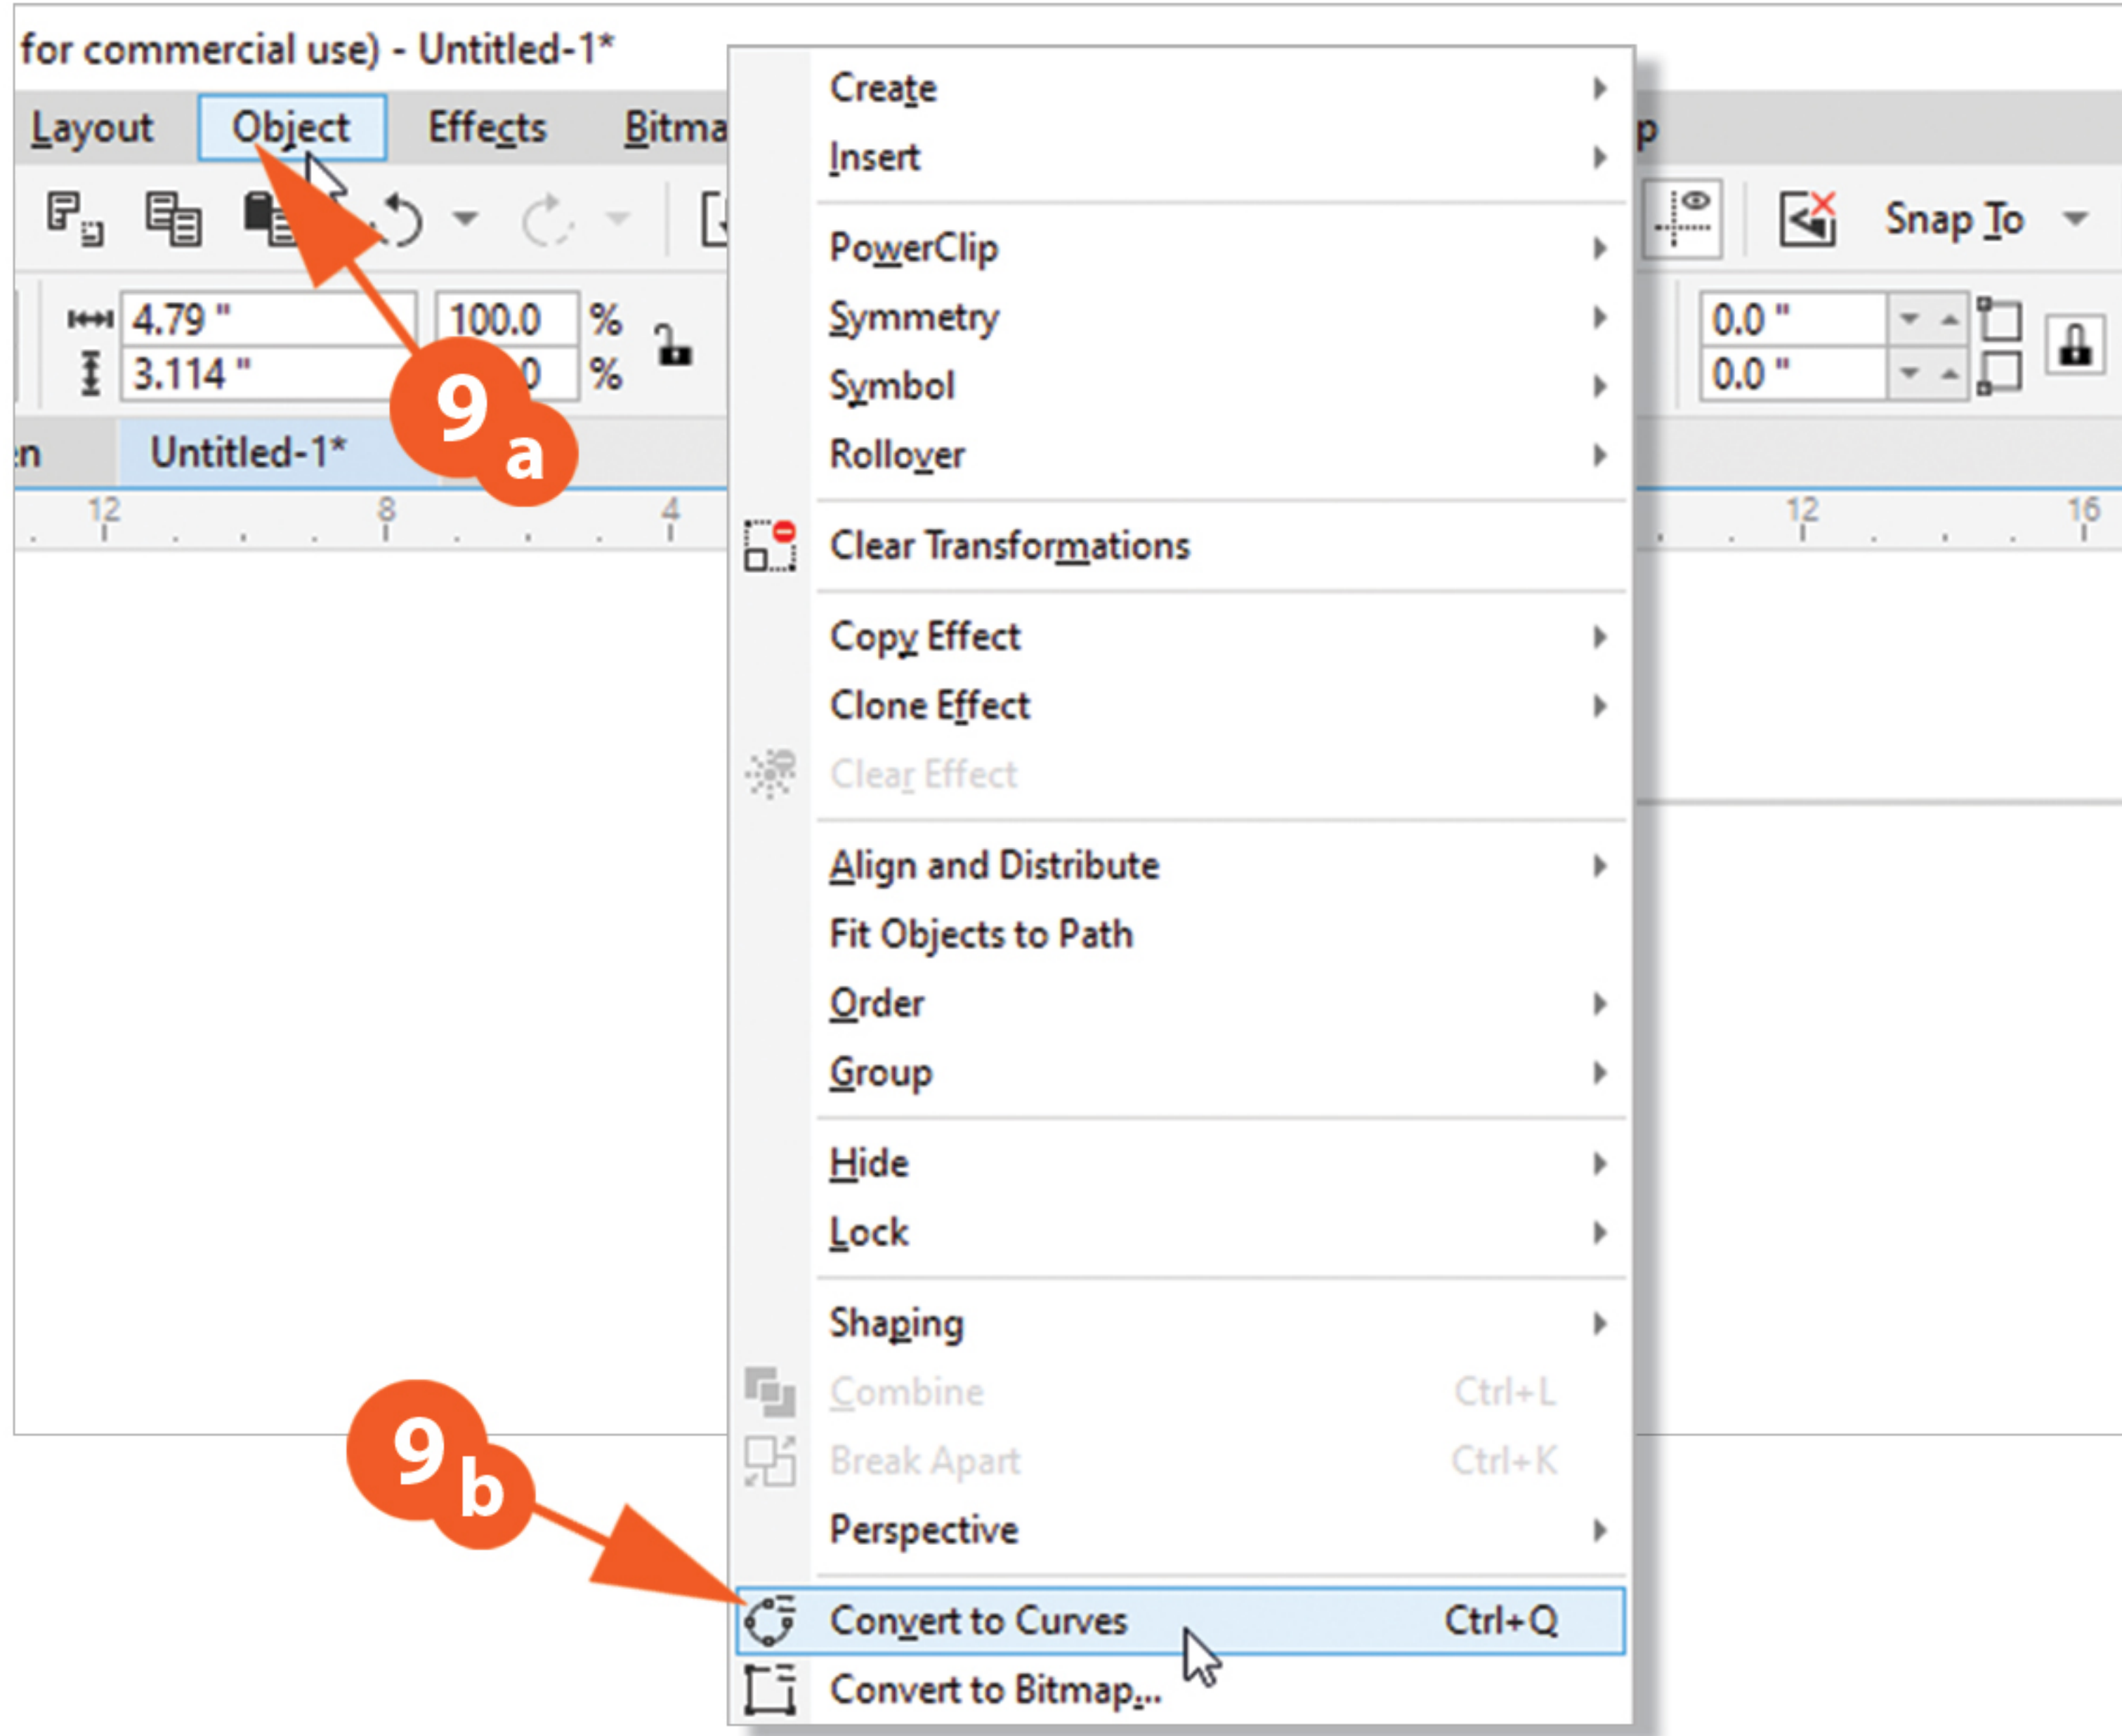 for commercial use) - Untitled-1*
Layout Object Effects Bitma p
Snap To
4.79 " 100.0 % 0.0 "
3.114 " 0 % 0.0 "
9 a
en Untitled-1*
12 8 4 12 16
Create
Insert
PowerClip
Symmetry
Symbol
Rollover
Clear Transformations
Copy Effect
Clone Effect
Clear Effect
Align and Distribute
Fit Objects to Path
Order
Group
Hide
Lock
Shaping
Combine Ctrl+L
Break Apart Ctrl+K
9 b
Perspective
Convert to Curves Ctrl+Q
Convert to Bitmap...